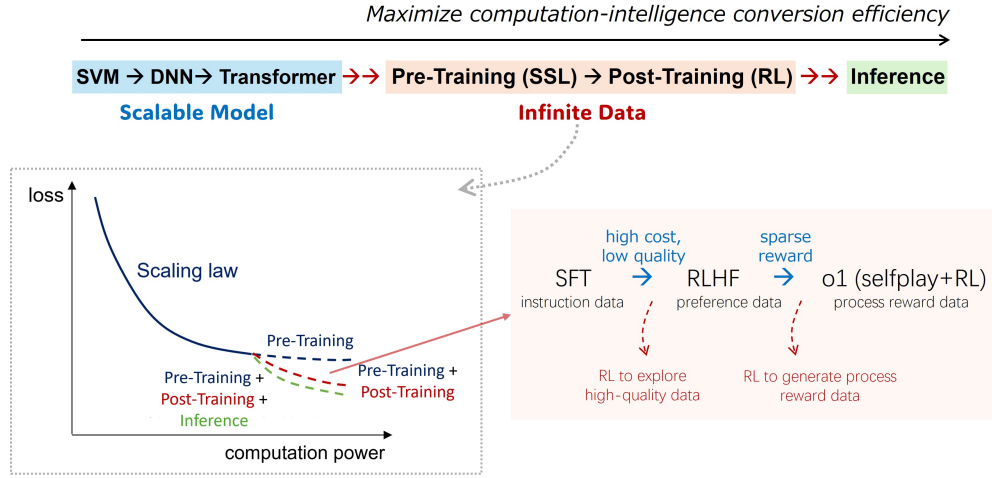 Maximize computation-intelligence conversion efficiency
SVM → DNN→ Transformer →→ Pre-Training (SSL) → Post-Training (RL) →→ Inference
Scalable Model
Infinite Data
loss
Scaling law
Pre-Training
Pre-Training +
Post-Training
Pre-Training +
Post-Training +
Inference
computation power
high cost,
low quality
sparse
reward
SFT → RLHF → o1 (selfplay+RL)
instruction data
preference data
process reward data
RL to explore
high-quality data
RL to generate process
reward data